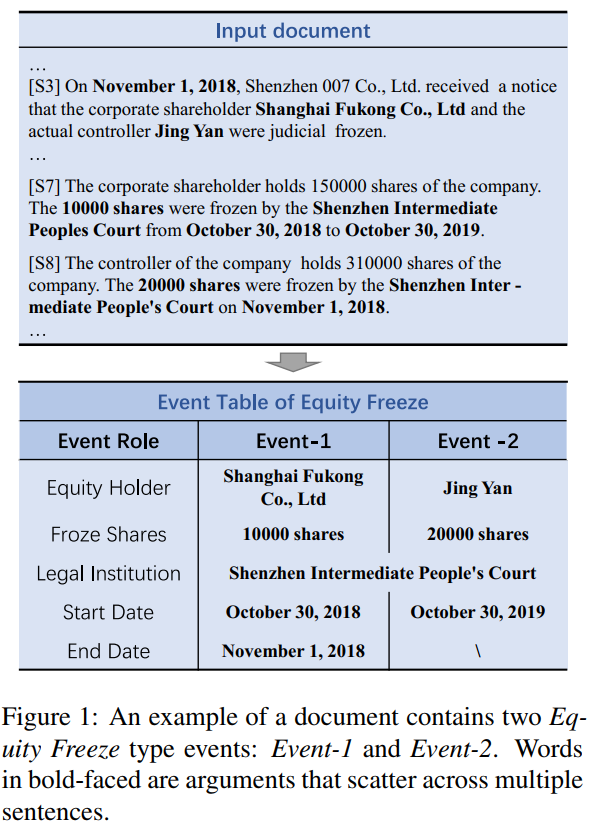 Input document
...
[S3] On November 1, 2018, Shenzhen 007 Co., Ltd. received a notice
that the corporate shareholder Shanghai Fukong Co., Ltd and the
actual controller Jing Yan were judicial frozen.
...
[S7] The corporate shareholder holds 150000 shares of the company.
The 10000 shares were frozen by the Shenzhen Intermediate
Peoples Court from October 30, 2018 to October 30, 2019.
[S8] The controller of the company holds 310000 shares of the
company. The 20000 shares were frozen by the Shenzhen Inter -
mediate People's Court on November 1, 2018.
...
Event Table of Equity Freeze
Event Role Event-1 Event -2
Equity Holder Shanghai Fukong Co., Ltd Jing Yan
Froze Shares 10000 shares 20000 shares
Legal Institution Shenzhen Intermediate People's Court
Start Date October 30, 2018 October 30, 2019
End Date November 1, 2018 \
Figure 1: An example of a document contains two Eq-
uity Freeze type events: Event-1 and Event-2. Words
in bold-faced are arguments that scatter across multiple
sentences.